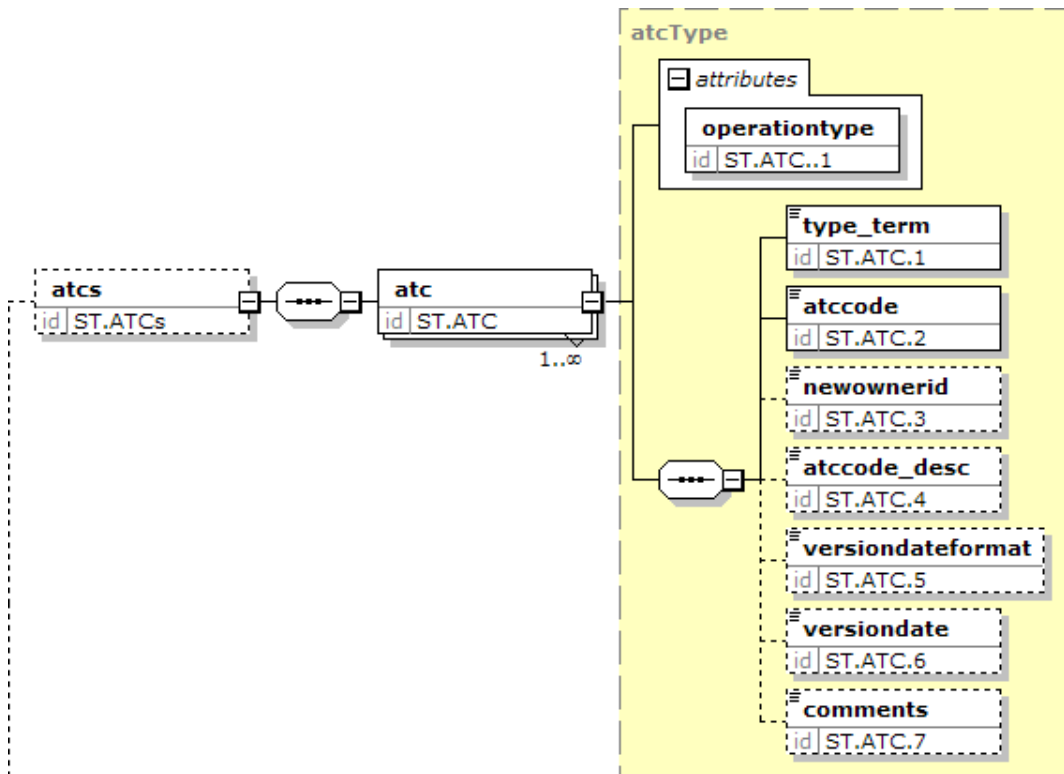 atcType
attributes
operationtype
id ST.ATC..1
type_term
id ST.ATC.1
atcs
id ST.ATCs
atc
id ST.ATC
1..∞
atccode
id ST.ATC.2
newownerid
id ST.ATC.3
atccode_desc
id ST.ATC.4
versiondateformat
id ST.ATC.5
versiondate
id ST.ATC.6
comments
id ST.ATC.7